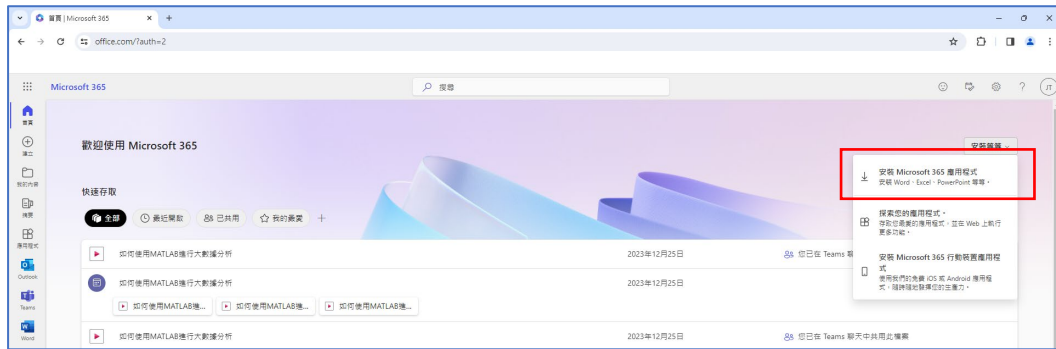 首頁 | Microsoft 365
office.com/?auth=2
Microsoft 365
搜尋
JT
首頁
建立
我的內容
摘要
應用程式
Outlook
Teams
Word
歡迎使用 Microsoft 365
安裝等等
安裝 Microsoft 365 應用程式
安裝 Word、Excel、PowerPoint 等等。
探索您的應用程式。
存取您最愛的應用程式，並在 Web 上執行
更多功能。
安裝 Microsoft 365 行動裝置應用程
式
使用我們的免費 iOS 或 Android 應用程
式，隨時隨地發揮您的生產力。
快速存取
全部
最近開啟
已共用
我的最愛
如何使用MATLAB進行大數據分析 2023年12月25日 您已在 Teams 聊
如何使用MATLAB進行大數據分析 2023年12月25日
如何使用MATLAB進... 如何使用MATLAB進... 如何使用MATLAB進...
如何使用MATLAB進行大數據分析 2023年12月25日 您已在 Teams 聊天中共用此檔案